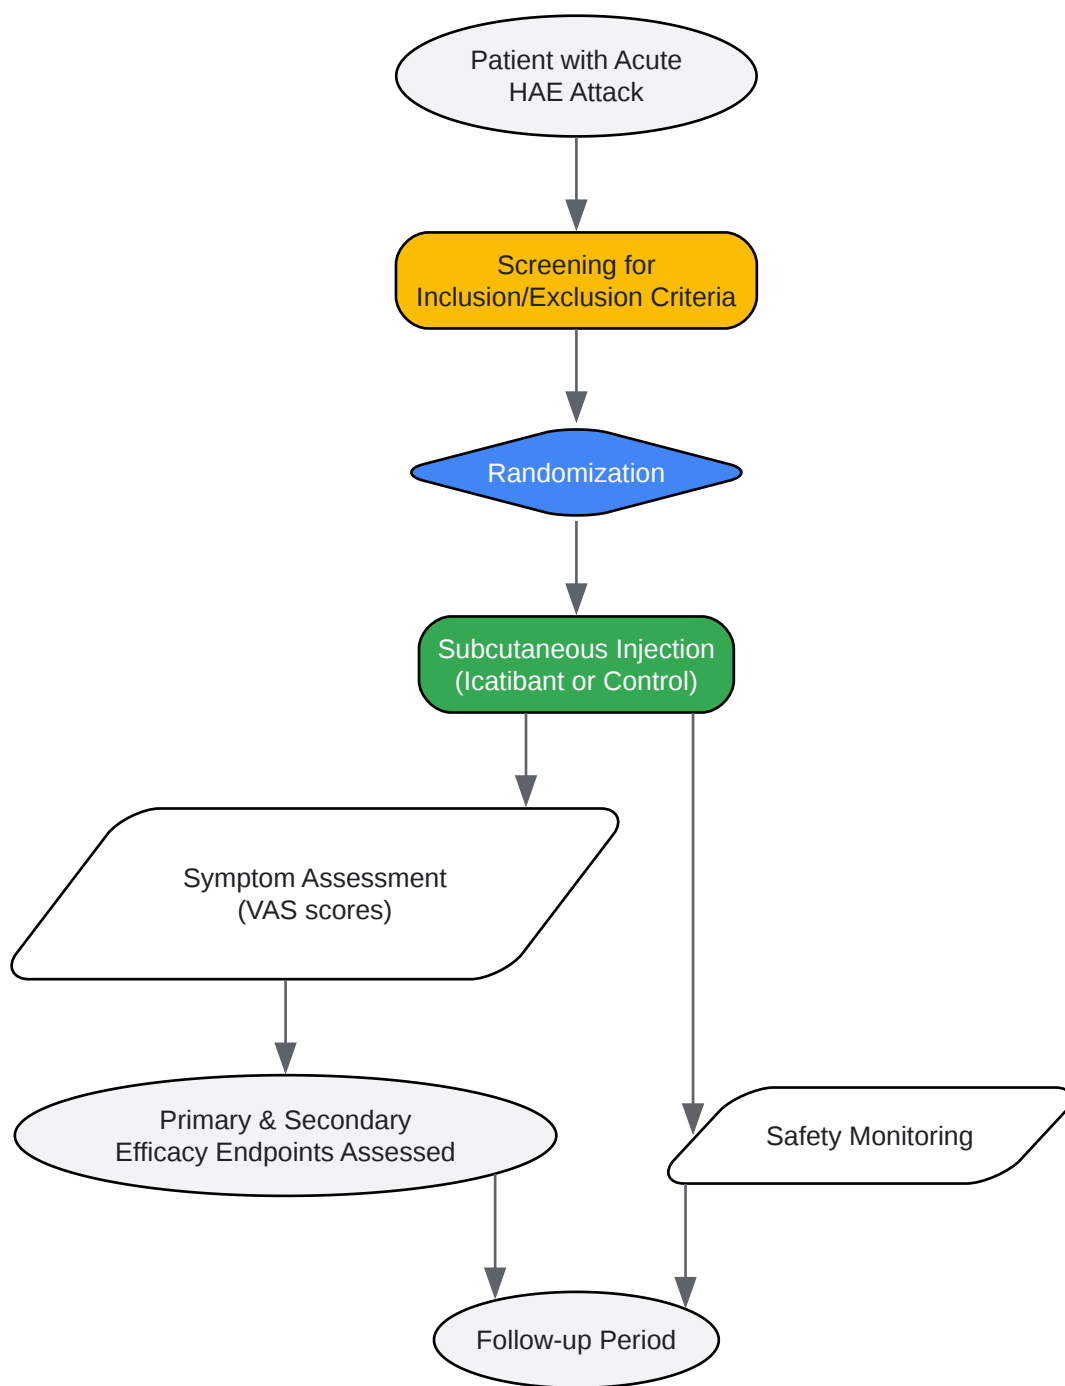 Patient with Acute
HAE Attack
Screening for
Inclusion/Exclusion Criteria
Randomization
Subcutaneous Injection
(Icatibant or Control)
Symptom Assessment
(VAS scores)
Primary & Secondary
Efficacy Endpoints Assessed
Safety Monitoring
Follow-up Period